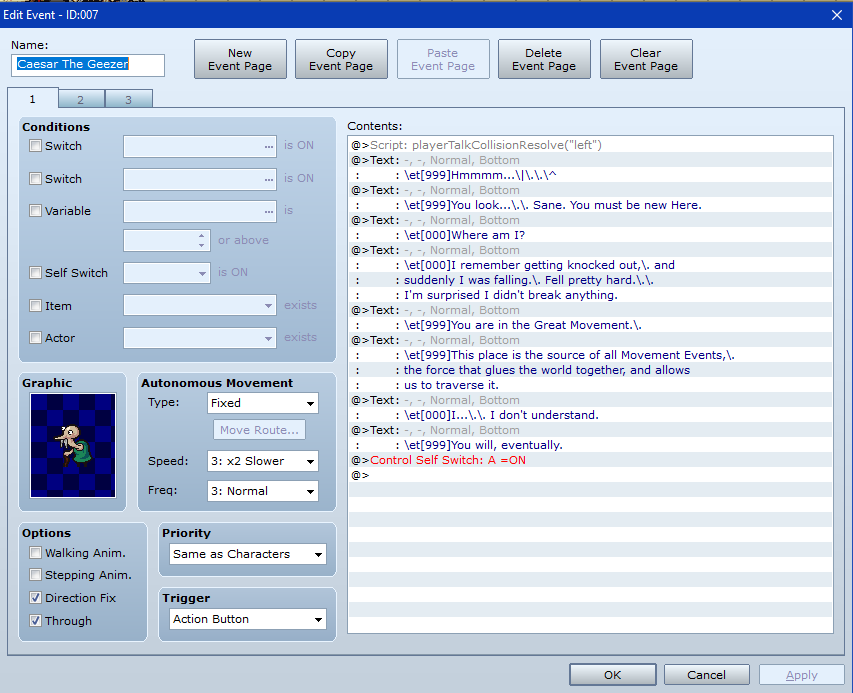 Edit Event - ID:007
Name:
Caesar The Geezer
New
Event Page
Copy
Event Page
Paste
Event Page
Delete
Event Page
Clear
Event Page
1
2
3
Conditions
Switch
... is ON
Switch
... is ON
Variable
... is
or above
Self Switch
is ON
Item
exists
Actor
exists
Graphic
Autonomous Movement
Type:
Fixed
Move Route...
Speed:
3: x2 Slower
Freq:
3: Normal
Options
Walking Anim.
Stepping Anim.
Direction Fix
Through
Priority
Same as Characters
Trigger
Action Button
Contents:
@>Script: playerTalkCollisionResolve("left")
@>Text: -, -, Normal, Bottom
: : \et[999]Hmmmm...\|\.\.\^
@>Text: -, -, Normal, Bottom
: : \et[999]You look...\.\. Sane. You must be new Here.
@>Text: -, -, Normal, Bottom
: : \et[000]Where am I?
@>Text: -, -, Normal, Bottom
: : \et[000]I remember getting knocked out,\. and
: : suddenly I was falling.\. Fell pretty hard.\.\.
: : I'm surprised I didn't break anything.
@>Text: -, -, Normal, Bottom
: : \et[999]You are in the Great Movement.\.
@>Text: -, -, Normal, Bottom
: : \et[999]This place is the source of all Movement Events,\.
: : the force that glues the world together, and allows
: : us to traverse it.
@>Text: -, -, Normal, Bottom
: : \et[000]I...\.\. I don't understand.
@>Text: -, -, Normal, Bottom
: : \et[999]You will, eventually.
@>Control Self Switch: A =ON
@>
OK
Cancel
Apply